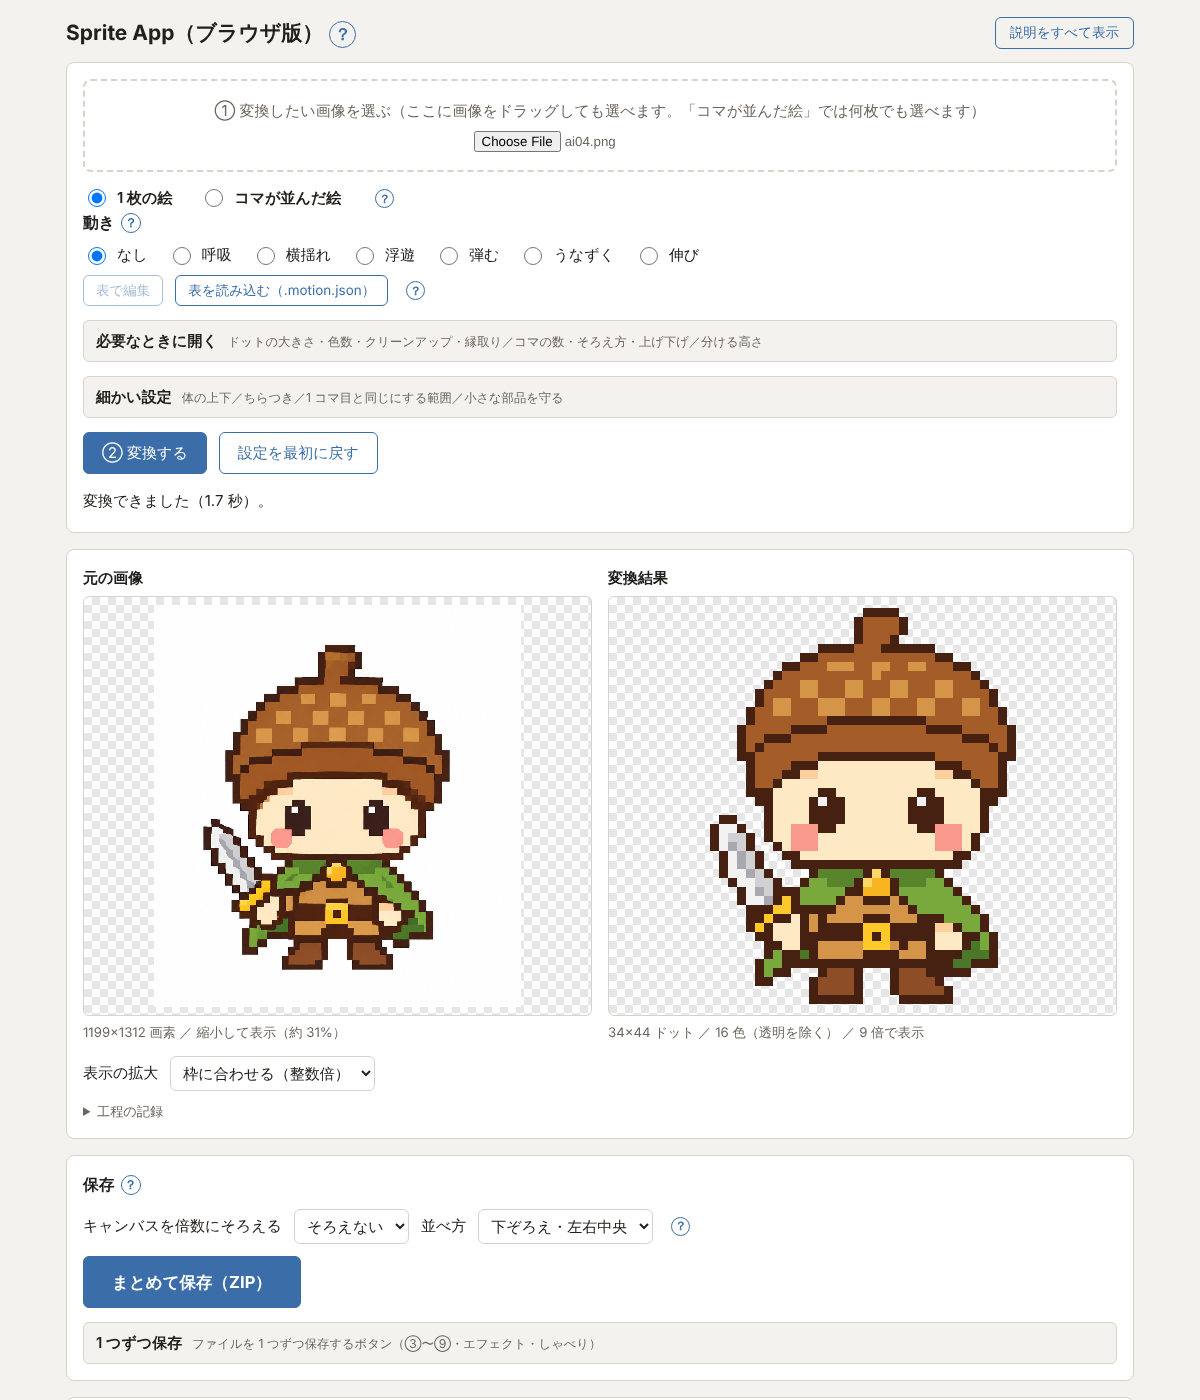 Sprite App（ブラウザ版） ?
説明をすべて表示
① 変換したい画像を選ぶ（ここに画像をドラッグしても選べます。「コマが並んだ絵」では何枚でも選べます）
Choose File ai04.png
1 枚の絵 コマが並んだ絵 ?
動き ?
なし 呼吸 横揺れ 浮遊 弾む うなずく 伸び
表で編集 表を読み込む（.motion.json） ?
必要なときに開く ドットの大きさ・色数・クリーンアップ・縁取り／コマの数・そろえ方・上げ下げ／分ける高さ
細かい設定 体の上下／ちらつき／1 コマ目と同じにする範囲／小さな部品を守る
② 変換する 設定を最初に戻す
変換できました（1.7 秒）。
元の画像 変換結果
1199×1312 画素 ／ 縮小して表示（約 31%） 34×44 ドット ／ 16 色（透明を除く） ／ 9 倍で表示
表示の拡大 枠に合わせる（整数倍）
▶ 工程の記録
保存 ?
キャンバスを倍数にそろえる そろえない 並べ方 下ぞろえ・左右中央 ?
まとめて保存（ZIP）
1 つずつ保存 ファイルを 1 つずつ保存するボタン（③〜⑨・エフェクト・しゃべり）